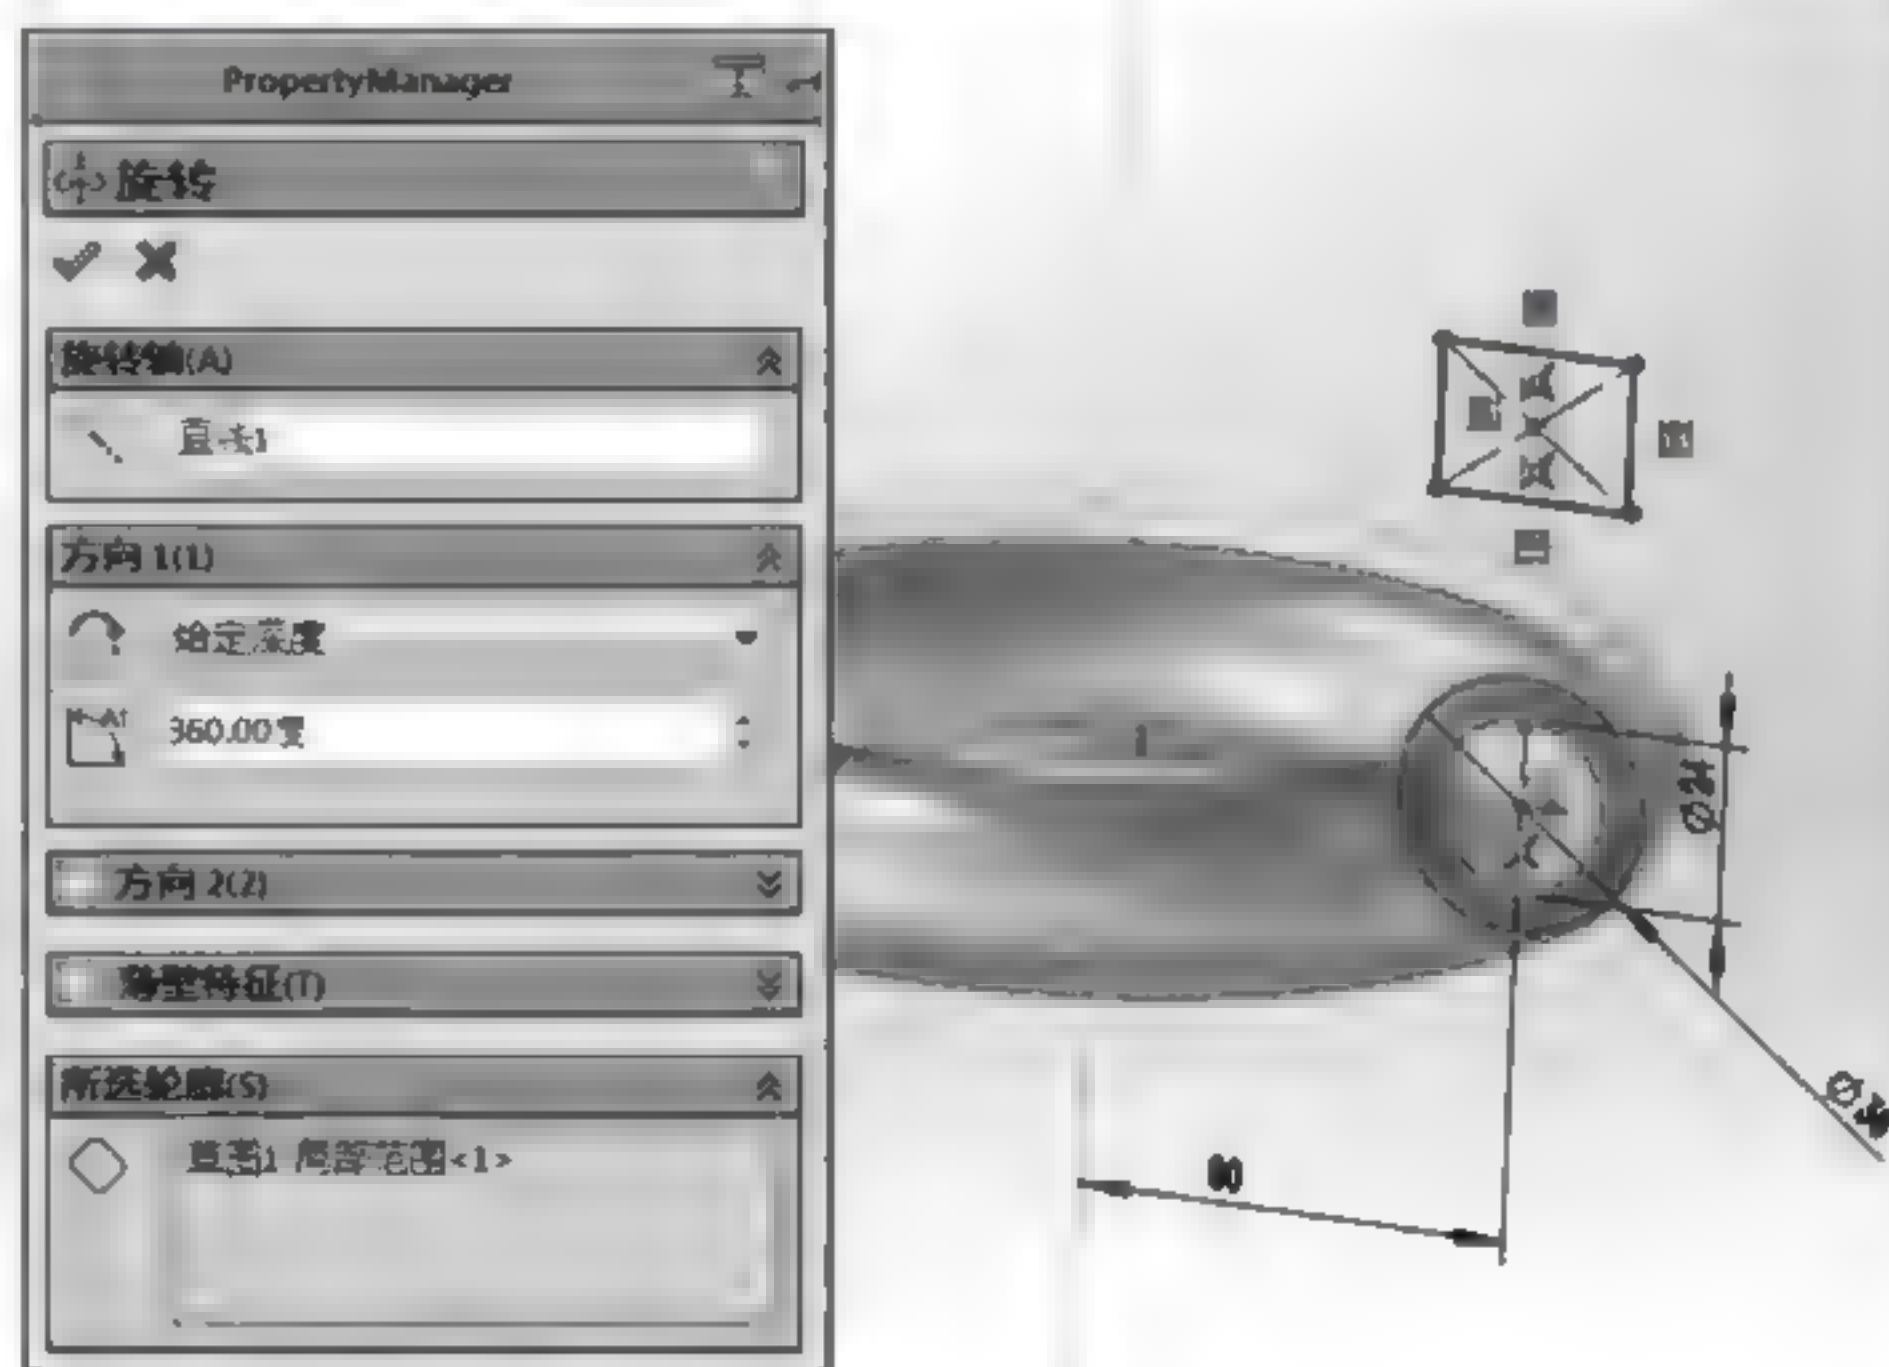 PropertyManager
旋转
旋转轴(A)
直线1
方向 1(1)
给定深度
360.00度
方向 2(2)
薄壁特征(T)
所选轮廓(S)
草图1 局部范围<1>
Ø24